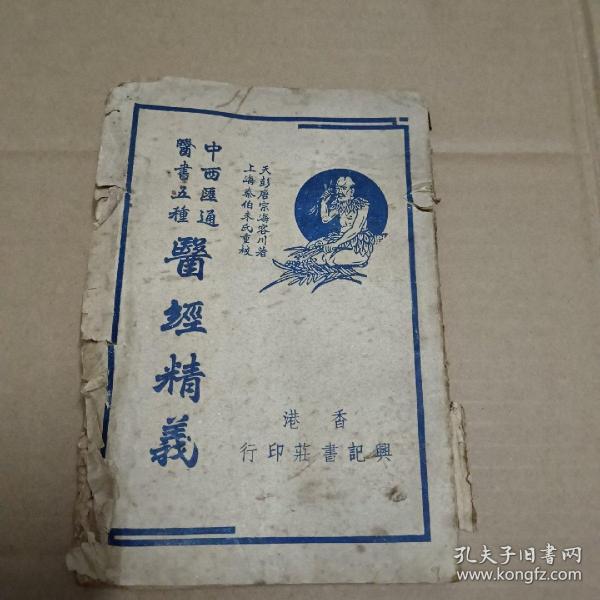 天彭唐宗海容川著
上海秦伯未氏重校
中西匯通
醫書五種
醫經精義
香港
興記書莊印行
孔夫子旧书网
www.kongfz.com